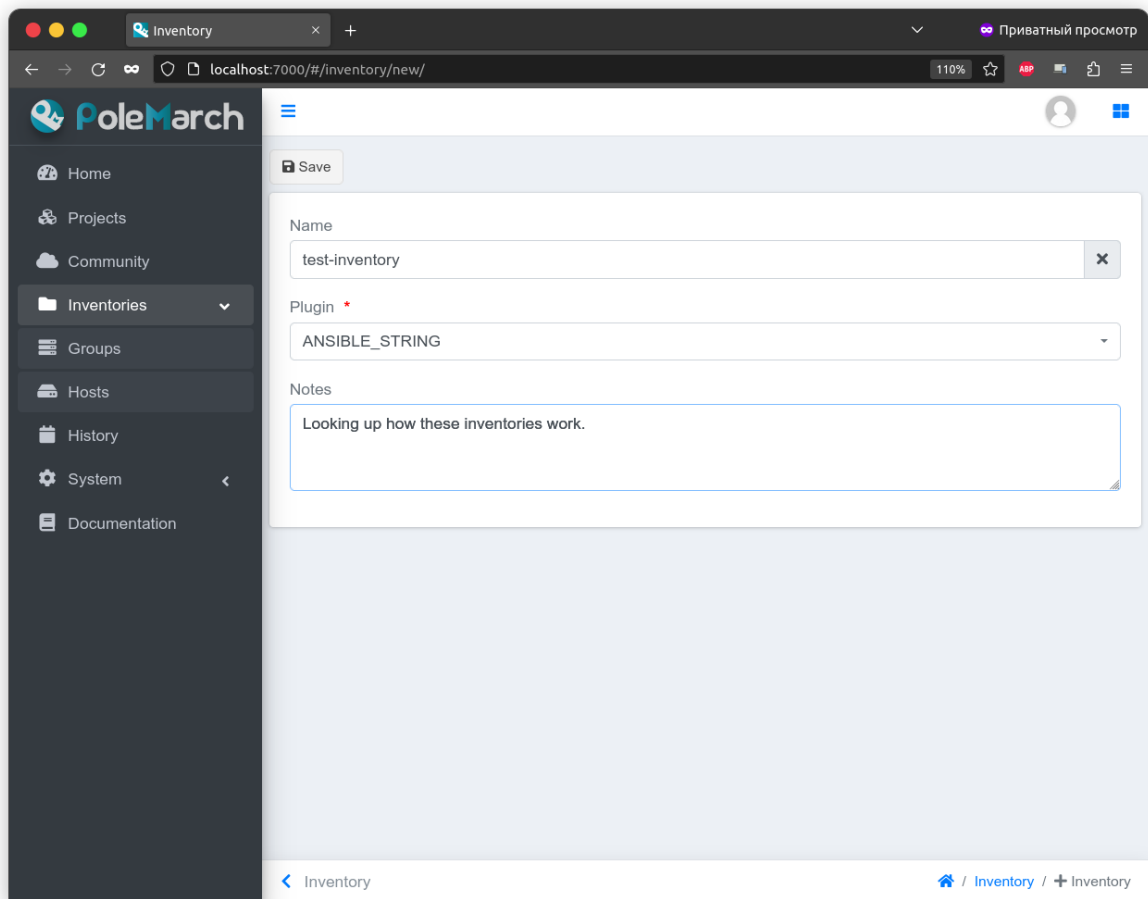 Inventory
Приватный просмотр
localhost:7000/#/inventory/new/
110%
ABP
PoleMarch
Home
Projects
Community
Inventories
Groups
Hosts
History
System
Documentation
Save
Name
test-inventory
Plugin *
ANSIBLE_STRING
Notes
Looking up how these inventories work.
Inventory
/ Inventory / Inventory